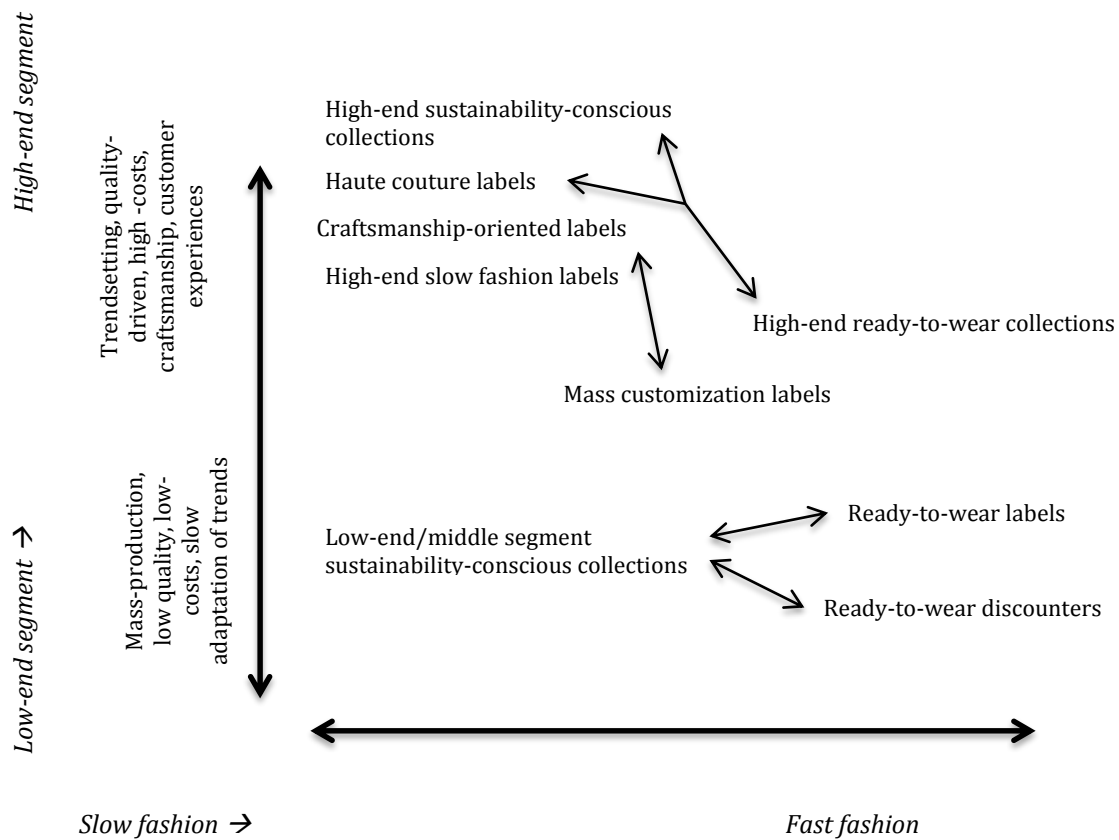 High-end segment
Trendsetting, quality-
driven, high -costs,
craftsmanship, customer
experiences
High-end sustainability-conscious
collections
Haute couture labels
Craftsmanship-oriented labels
High-end slow fashion labels
High-end ready-to-wear collections
Mass customization labels
Low-end segment →
Mass-production,
low quality, low-
costs, slow
adaptation of trends
Low-end/middle segment
sustainability-conscious collections
Ready-to-wear labels
Ready-to-wear discounters
Slow fashion →
Fast fashion